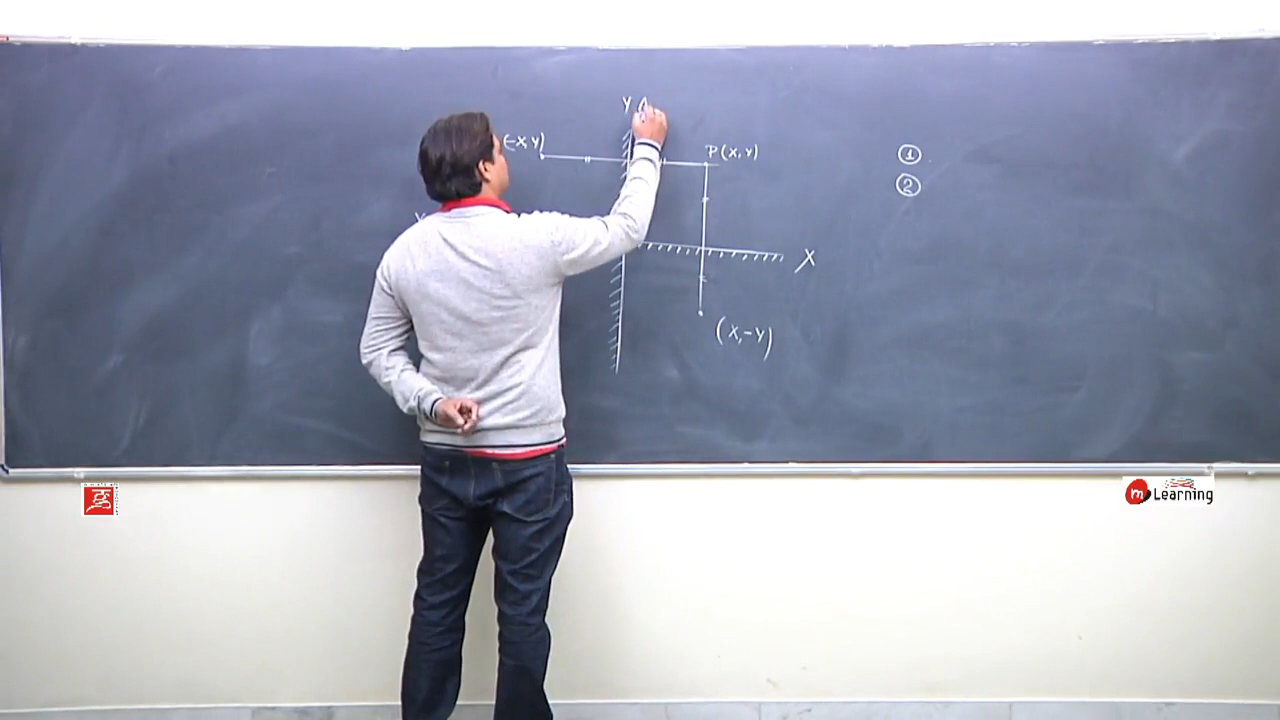 Y
(-X, Y)
P (X, Y)
①
②
X
(X, -Y)
m Learning